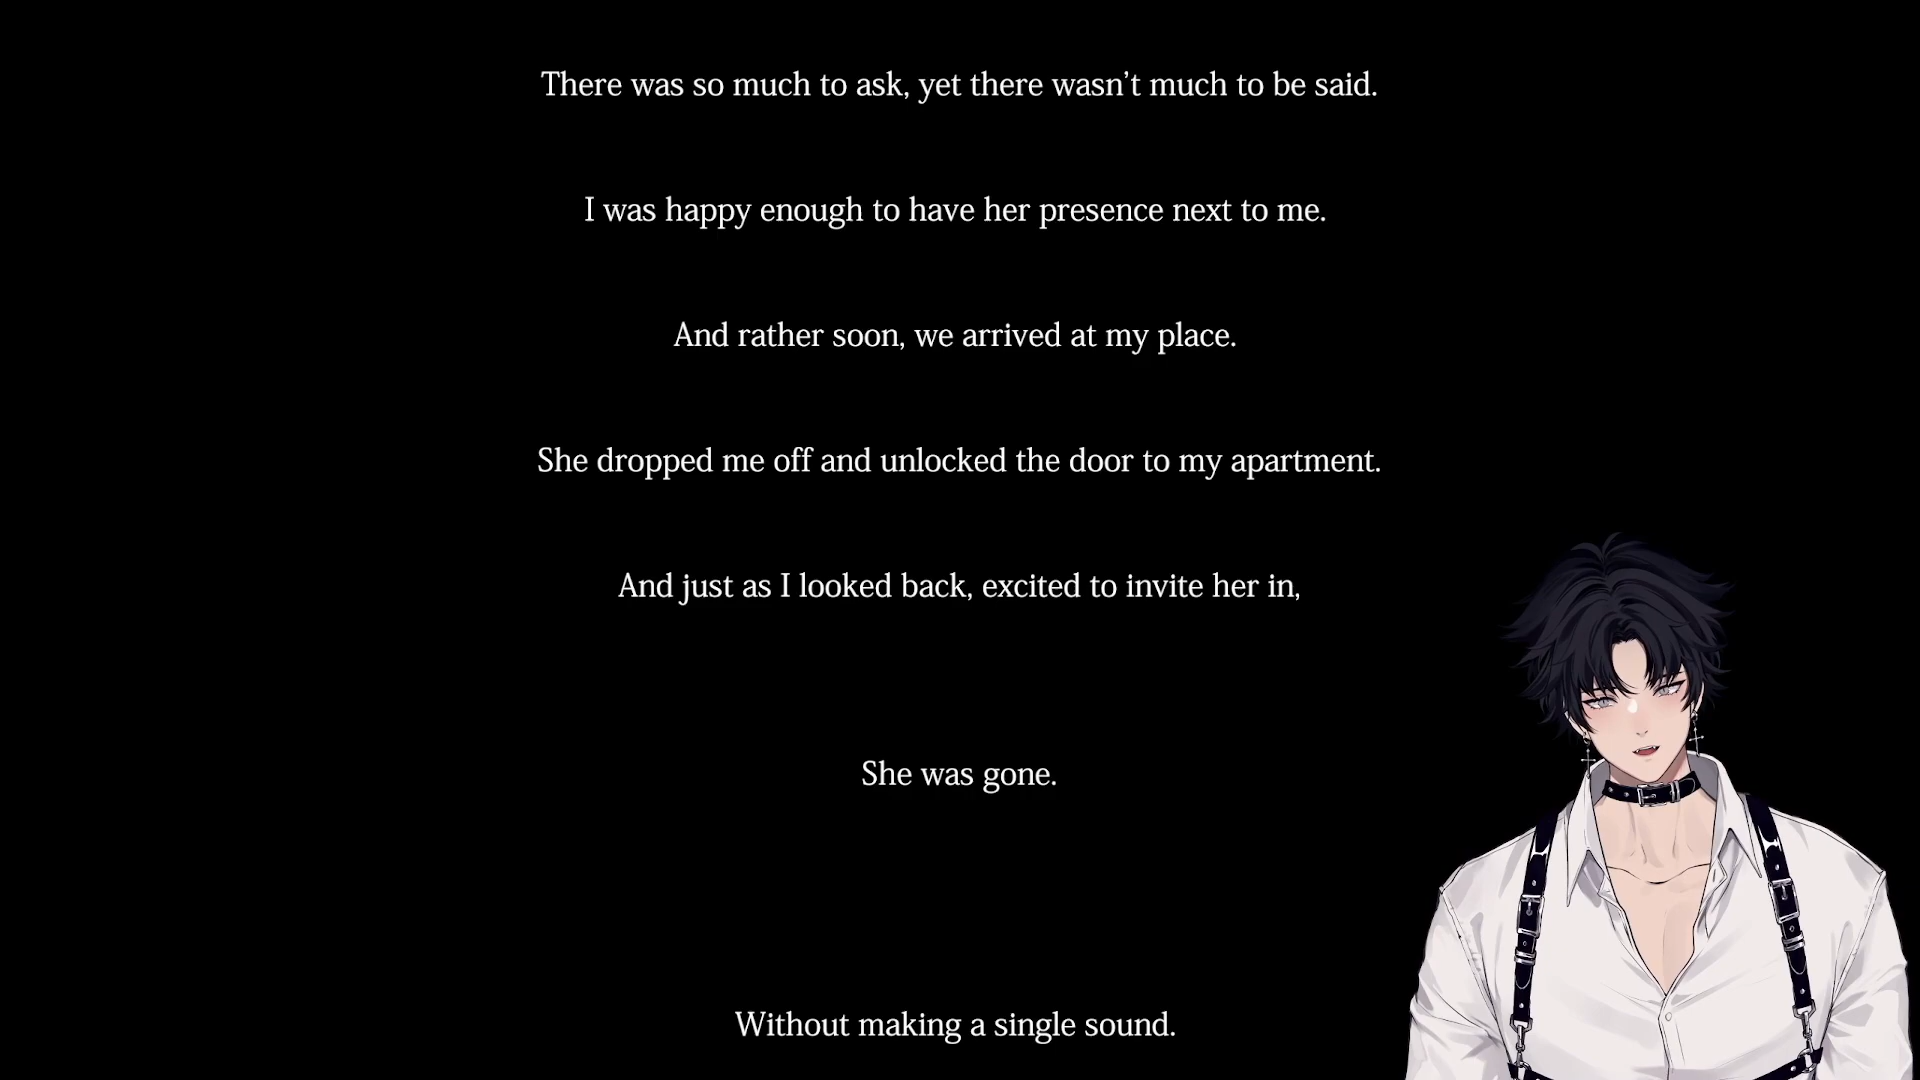 There was so much to ask, yet there wasn’t much to be said.
I was happy enough to have her presence next to me.
And rather soon, we arrived at my place.
She dropped me off and unlocked the door to my apartment.
And just as I looked back, excited to invite her in,
She was gone.
Without making a single sound.